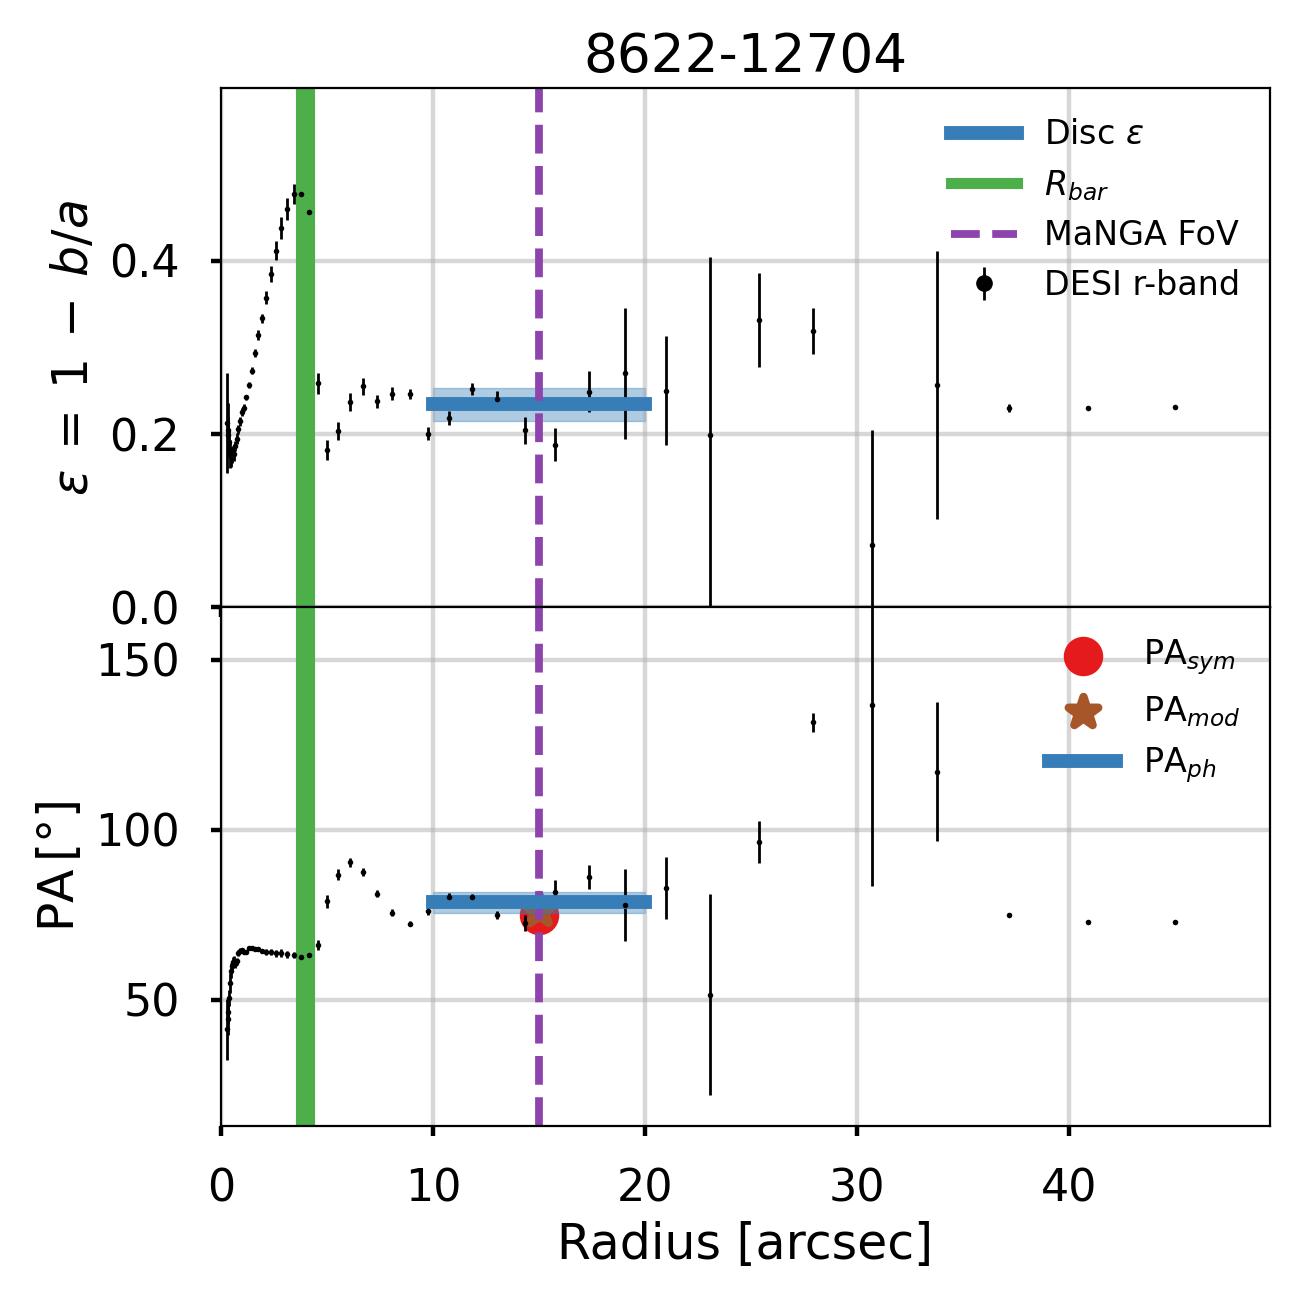 8622-12704
Disc ε
R_bar
MaNGA FoV
DESI r-band
ε = 1 − b/a
0.4
0.2
0.0
PA_sym
PA_mod
PA_ph
PA [°]
150
100
50
0 10 20 30 40
Radius [arcsec]